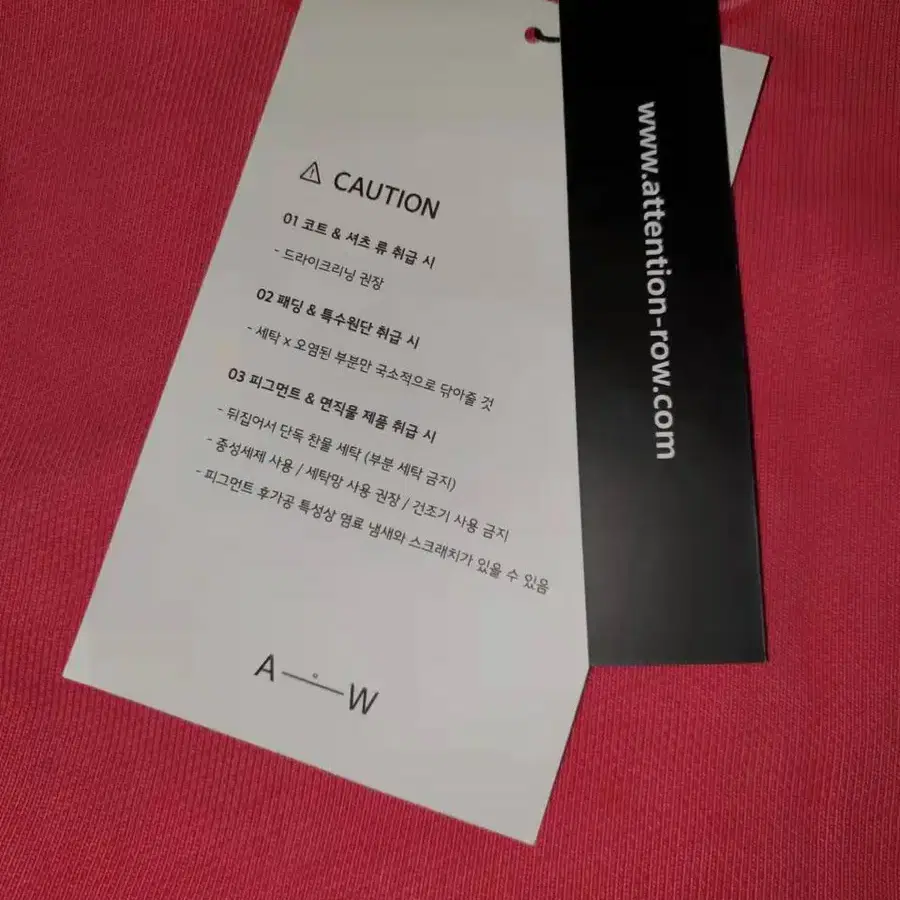 ⚠ CAUTION
01 코트 & 셔츠 류 취급 시
- 드라이크리닝 권장
02 패딩 & 특수원단 취급 시
- 세탁 x 오염된 부분만 국소적으로 닦아줄 것
03 피그먼트 & 면직물 제품 취급 시
- 뒤집어서 단독 찬물 세탁 (부분 세탁 금지)
- 중성세제 사용 / 세탁망 사용 권장 / 건조기 사용 금지
- 피그먼트 후가공 특성상 염료 냄새와 스크래치가 있을 수 있음
A—°—W
www.attention-row.com